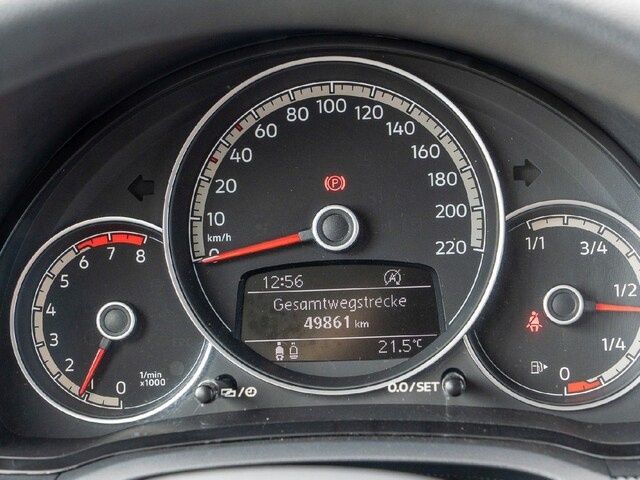 100
80 120
60 140
40 160
20 180
10 200
0 220
km/h
P
12:56 A
Gesamtwegstrecke
49861 km
21.5°C
0.0/SET
0 1 2 3 4 5 6 7 8
1/min
x1000
1/1 3/4 1/2 1/4 0